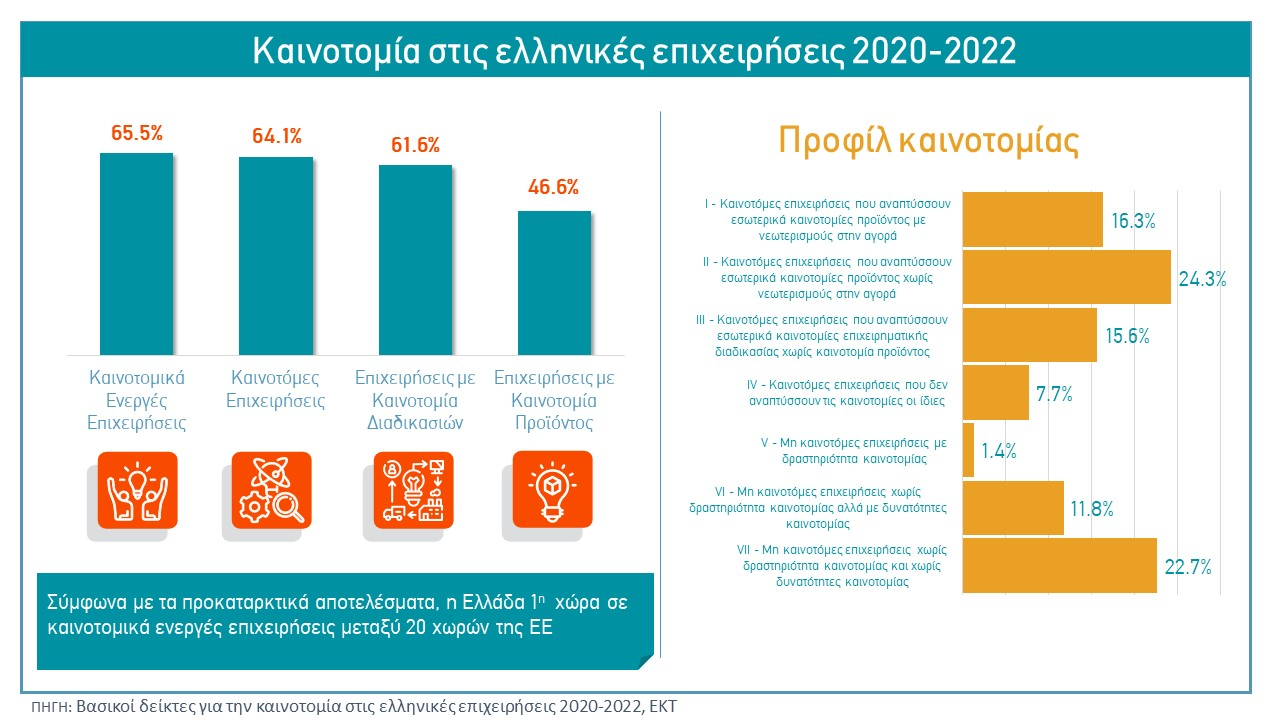 Καινοτομία στις ελληνικές επιχειρήσεις 2020-2022
65.5%
64.1%
61.6%
46.6%
Καινοτομικά
Ενεργές
Επιχειρήσεις
Καινοτόμες
Επιχειρήσεις
Επιχειρήσεις με
Καινοτομία
Διαδικασιών
Επιχειρήσεις με
Καινοτομία
Προϊόντος
Σύμφωνα με τα προκαταρκτικά αποτελέσματα, η Ελλάδα 1η χώρα σε
καινοτομικά ενεργές επιχειρήσεις μεταξύ 20 χωρών της ΕΕ
Προφίλ καινοτομίας
I - Καινοτόμες επιχειρήσεις που αναπτύσσουν
εσωτερικά καινοτομίες προϊόντος με
νεωτερισμούς στην αγορά
16.3%
II - Καινοτόμες επιχειρήσεις που αναπτύσσουν
εσωτερικά καινοτομίες προϊόντος χωρίς
νεωτερισμούς στην αγορά
24.3%
III - Καινοτόμες επιχειρήσεις που αναπτύσσουν
εσωτερικά καινοτομίες επιχειρηματικής
διαδικασίας χωρίς καινοτομία προϊόντος
15.6%
IV - Καινοτόμες επιχειρήσεις που δεν
αναπτύσσουν τις καινοτομίες οι ίδιες
7.7%
V - Μη καινοτόμες επιχειρήσεις με
δραστηριότητα καινοτομίας
1.4%
VI - Μη καινοτόμες επιχειρήσεις χωρίς
δραστηριότητα καινοτομίας αλλά με δυνατότητες
καινοτομίας
11.8%
VII - Μη καινοτόμες επιχειρήσεις χωρίς
δραστηριότητα καινοτομίας και χωρίς
δυνατότητες καινοτομίας
22.7%
ΠΗΓΗ: Βασικοί δείκτες για την καινοτομία στις ελληνικές επιχειρήσεις 2020-2022, ΕΚΤ